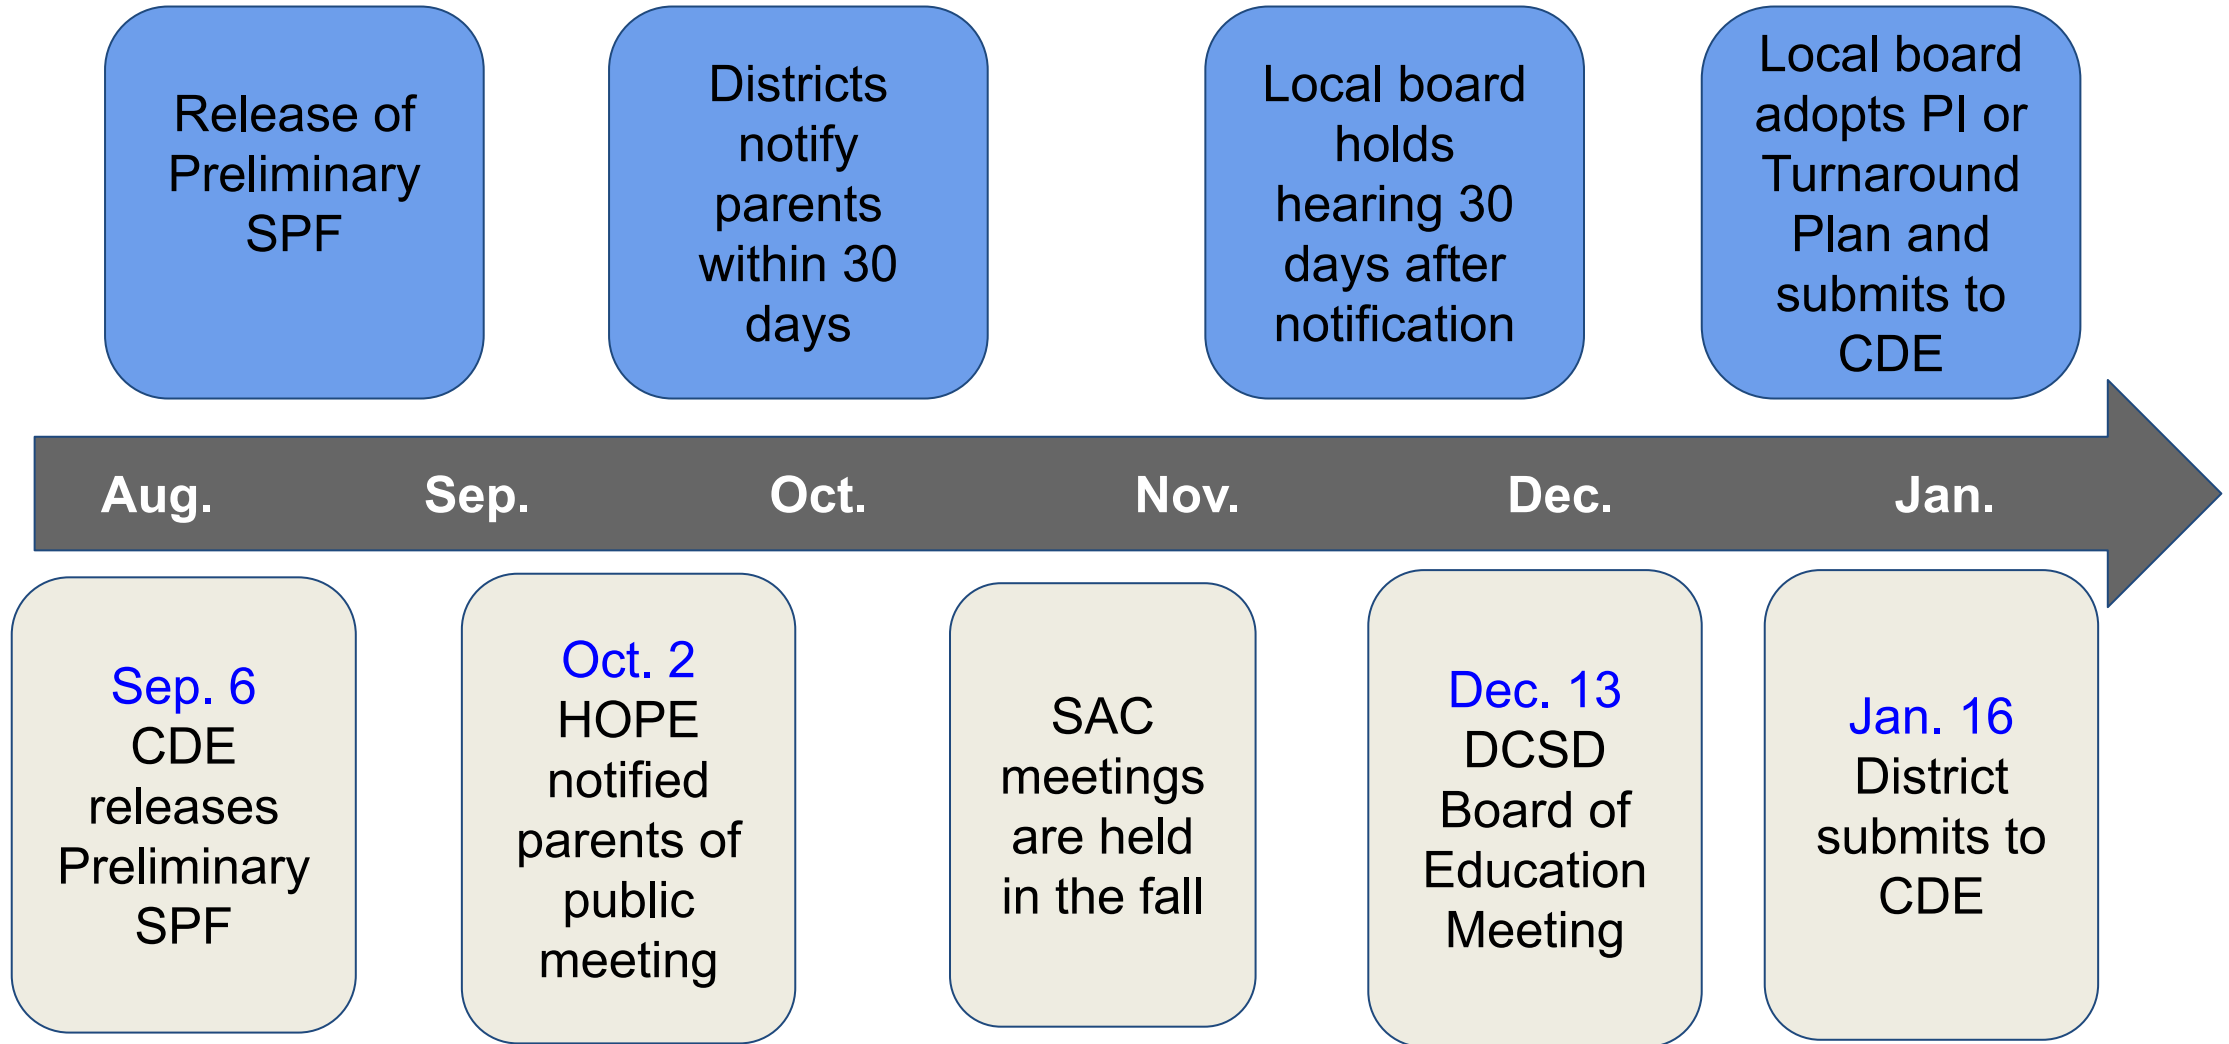 Release of
Preliminary
SPF
Districts
notify
parents
within 30
days
Local board
holds
hearing 30
days after
notification
Local board
adopts PI or
Turnaround
Plan and
submits to
CDE
Aug. Sep. Oct. Nov. Dec. Jan.
Sep. 6
CDE
releases
Preliminary
SPF
Oct. 2
HOPE
notified
parents of
public
meeting
SAC
meetings
are held
in the fall
Dec. 13
DCSD
Board of
Education
Meeting
Jan. 16
District
submits to
CDE